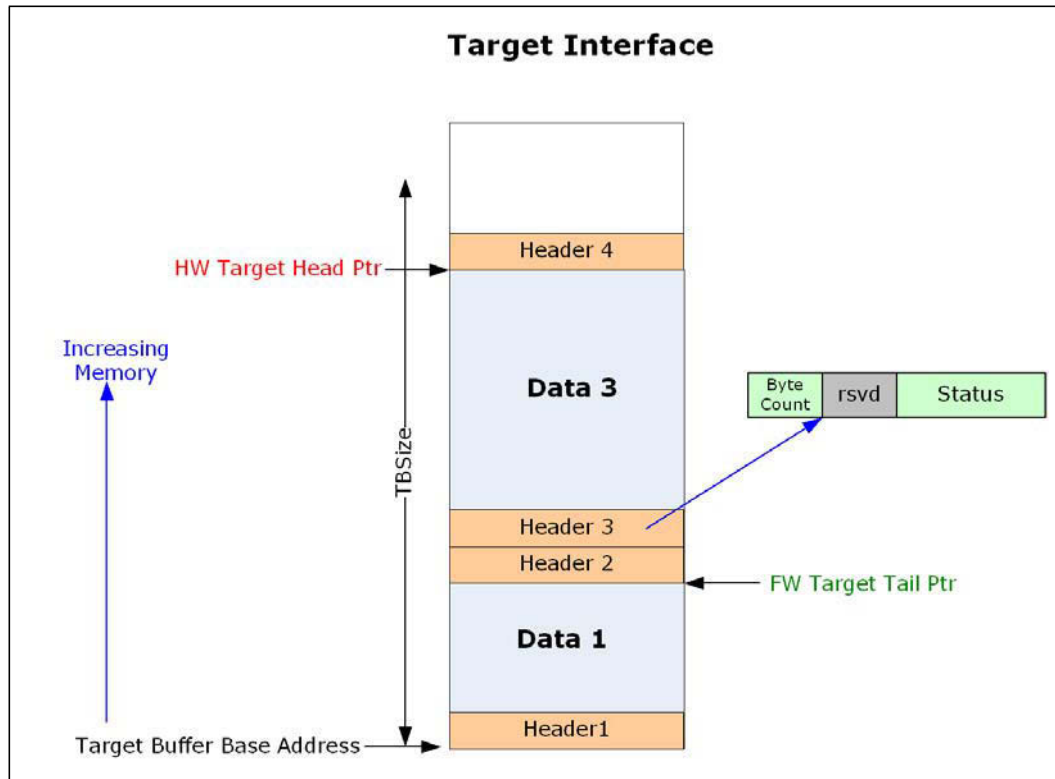 Target Interface
Header 4
HW Target Head Ptr
Increasing
Memory
Data 3
Byte
Count
rsvd
Status
TBSize
Header 3
Header 2
FW Target Tail Ptr
Data 1
Header1
Target Buffer Base Address